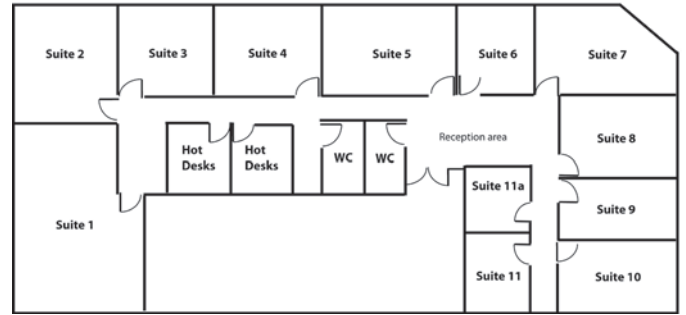 Suite 2
Suite 3
Suite 4
Suite 5
Suite 6
Suite 7
Suite 8
Reception area
Hot
Desks
Hot
Desks
WC
WC
Suite 11a
Suite 9
Suite 1
Suite 11
Suite 10